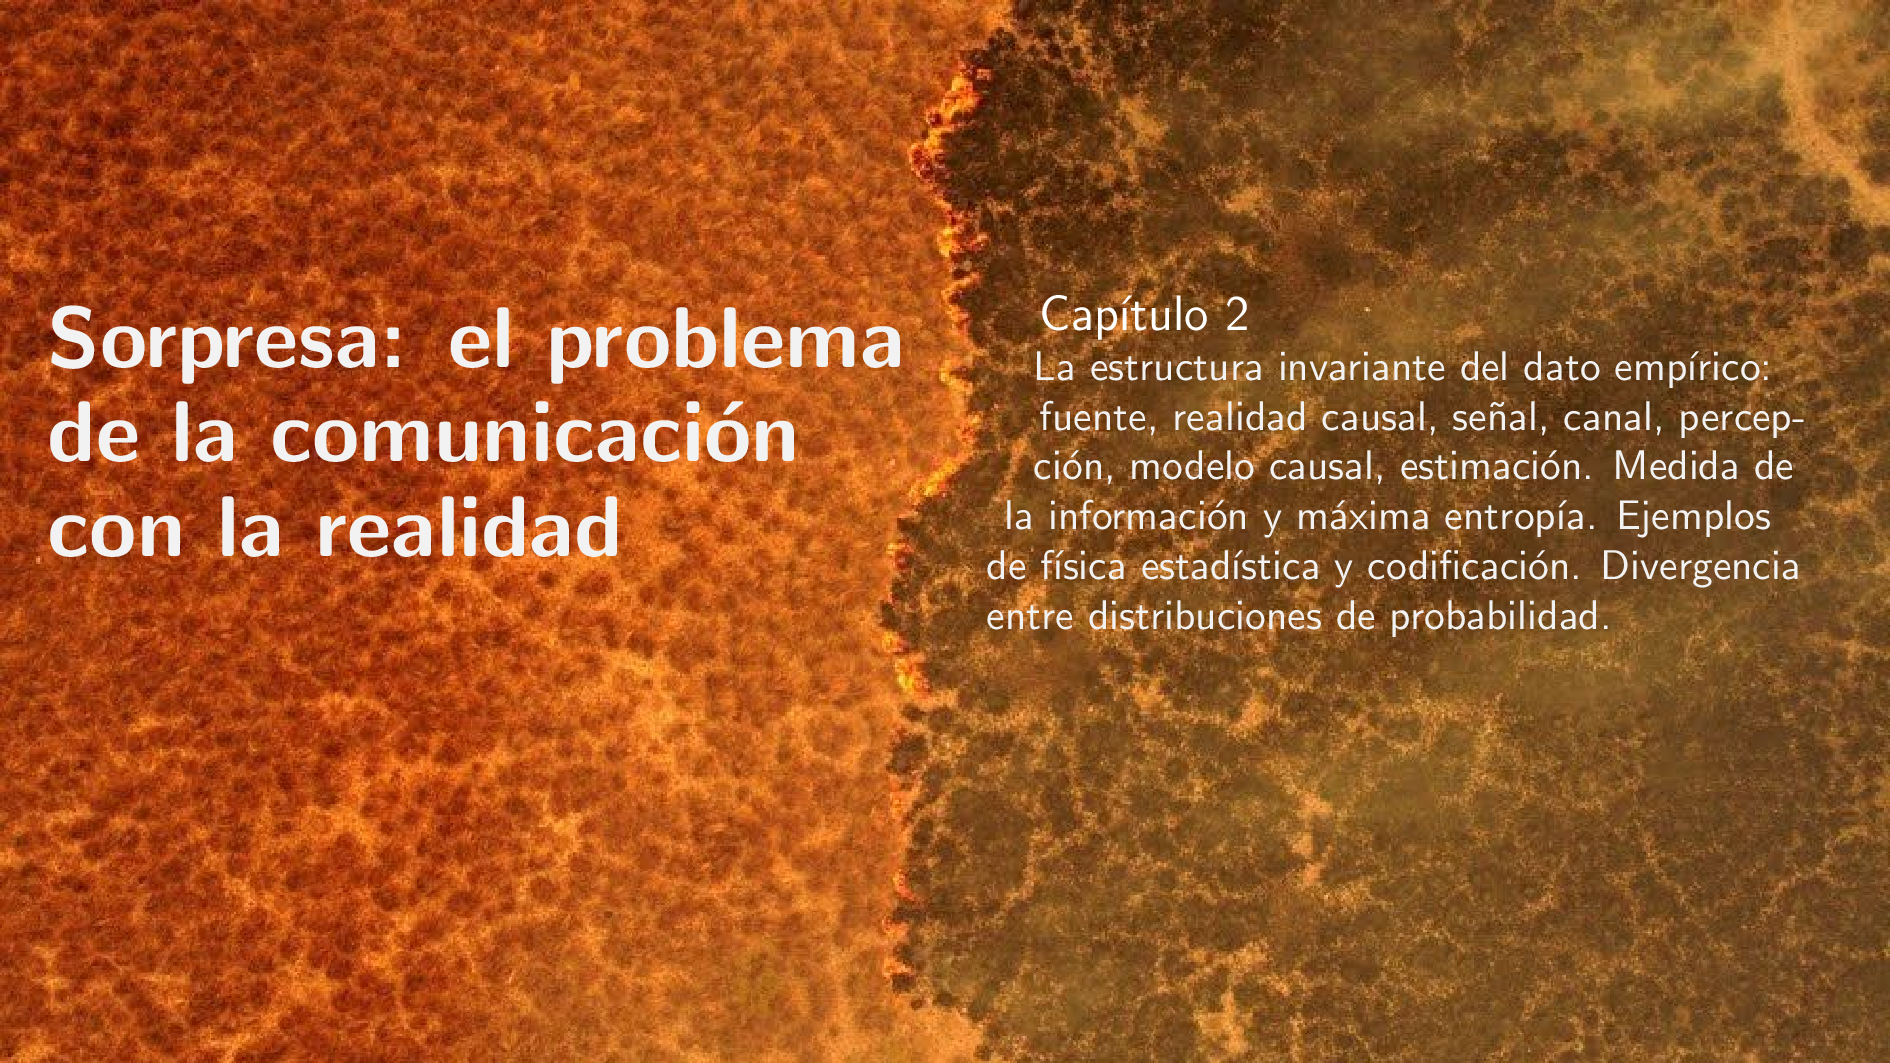 Sorpresa: el problema
de la comunicación
con la realidad
Capítulo 2
La estructura invariante del dato empírico:
fuente, realidad causal, señal, canal, percep-
ción, modelo causal, estimación. Medida de
la información y máxima entropía. Ejemplos
de física estadística y codificación. Divergencia
entre distribuciones de probabilidad.